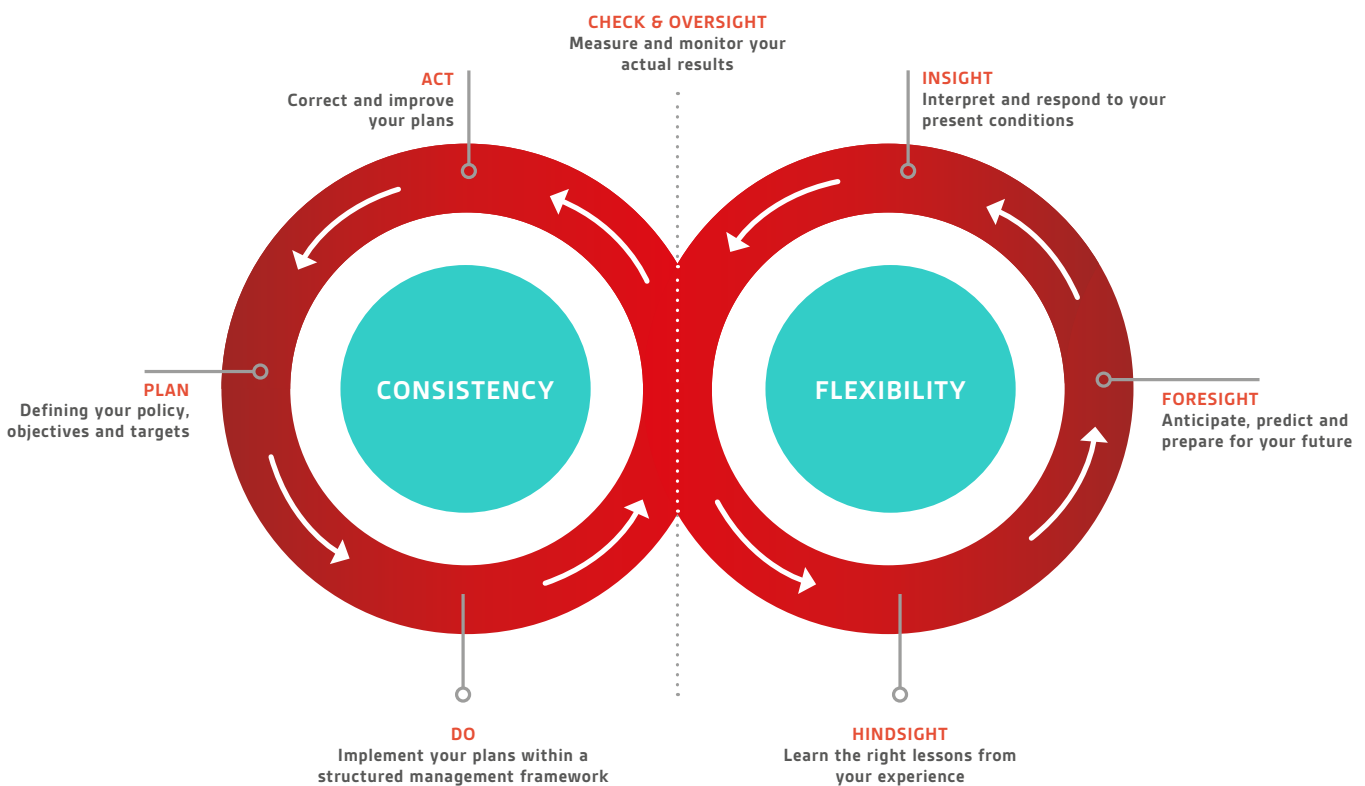 CHECK & OVERSIGHT
Measure and monitor your
actual results
ACT
Correct and improve
your plans
INSIGHT
Interpret and respond to your
present conditions
CONSISTENCY
FLEXIBILITY
PLAN
Defining your policy,
objectives and targets
FORESIGHT
Anticipate, predict and
prepare for your future
DO
Implement your plans within a
structured management framework
HINDSIGHT
Learn the right lessons from
your experience